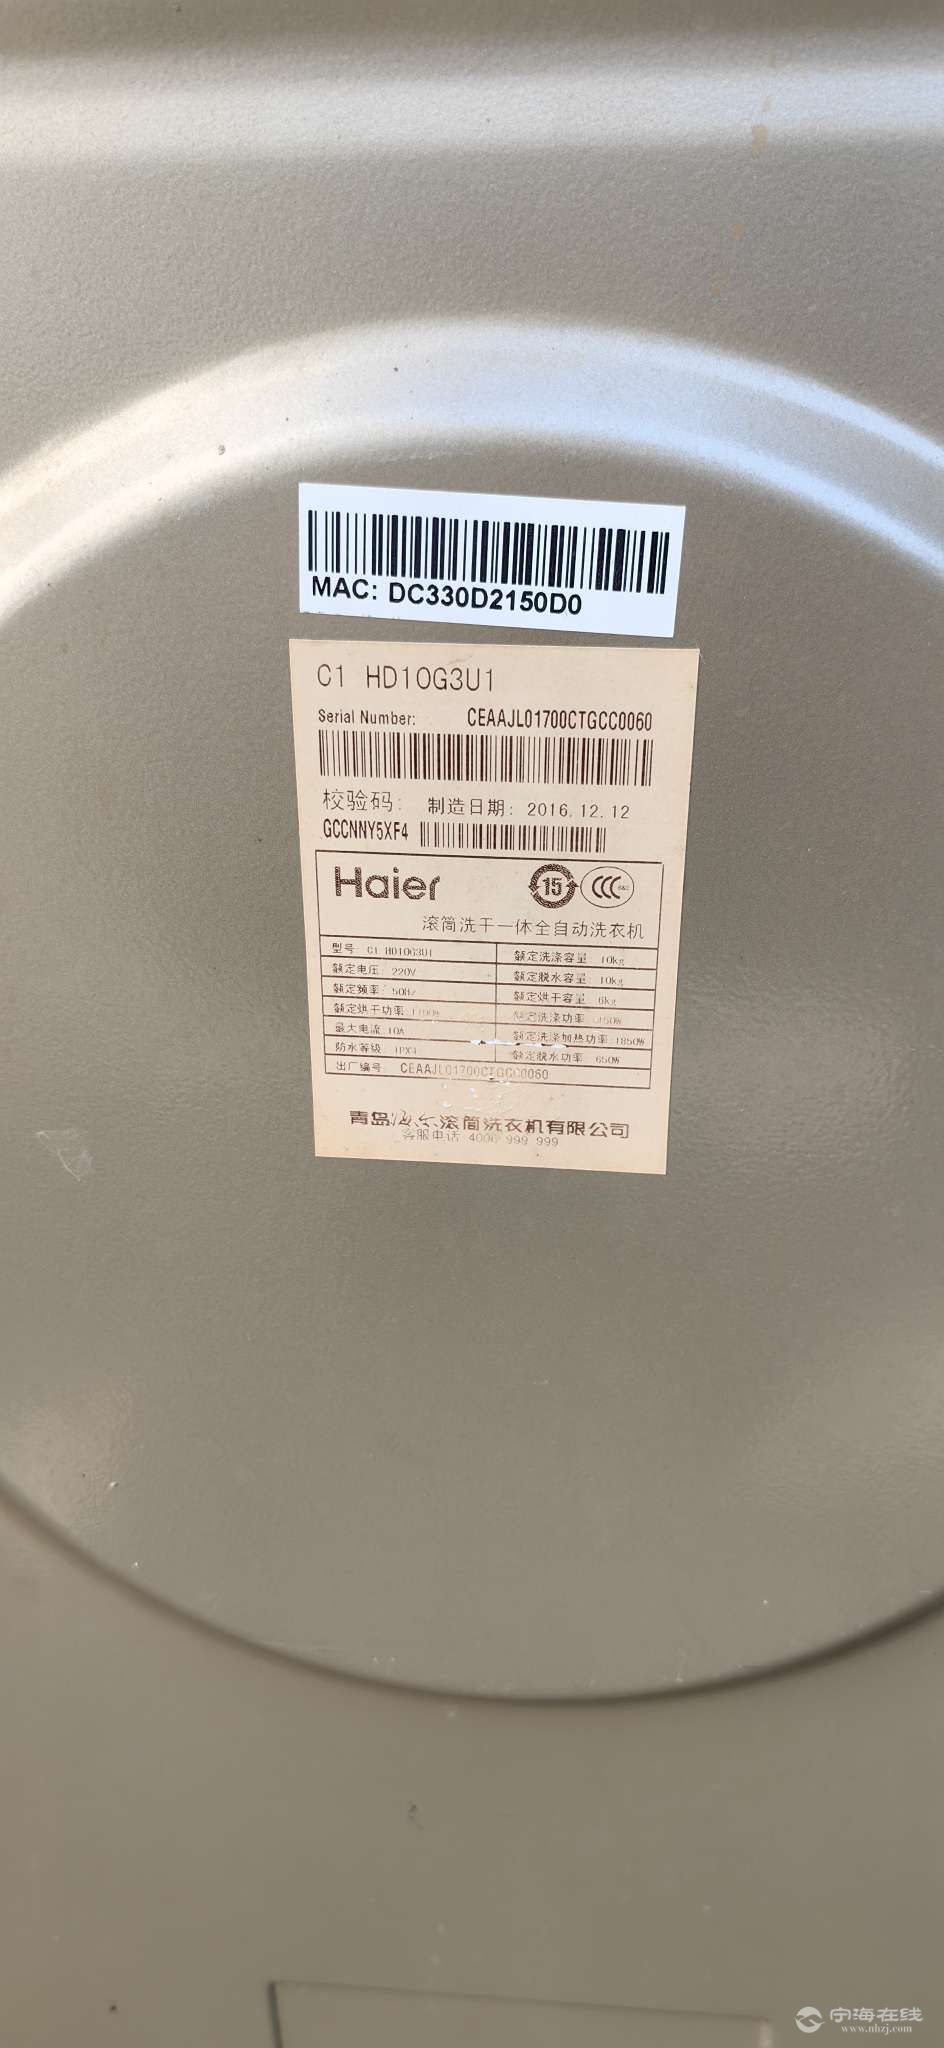 MAC: DC330D2150D0
C1 HD10G3U1
Serial Number: CEAAJL01700CTGCC0060
校验码: 制造日期: 2016.12.12
GCCNNY5XF4
Haier 15 CCC S&E
滚筒洗干一体全自动洗衣机
型号 C1 HD10G3U1 额定洗涤容量 10kg
额定电压: 220V 额定脱水容量 10kg
额定频率: 50Hz 额定烘干容量 6kg
额定烘干功率: 额定洗涤功率:
最大电流: 10A 额定洗涤加热功率: 1850W
防水等级 IPX4 额定脱水功率 650W
出厂编号: CEAAJL01700CTGCC0060
青岛海尔滚筒洗衣机有限公司
客服电话 4006 999 999
宁海在线
www.nhzj.com